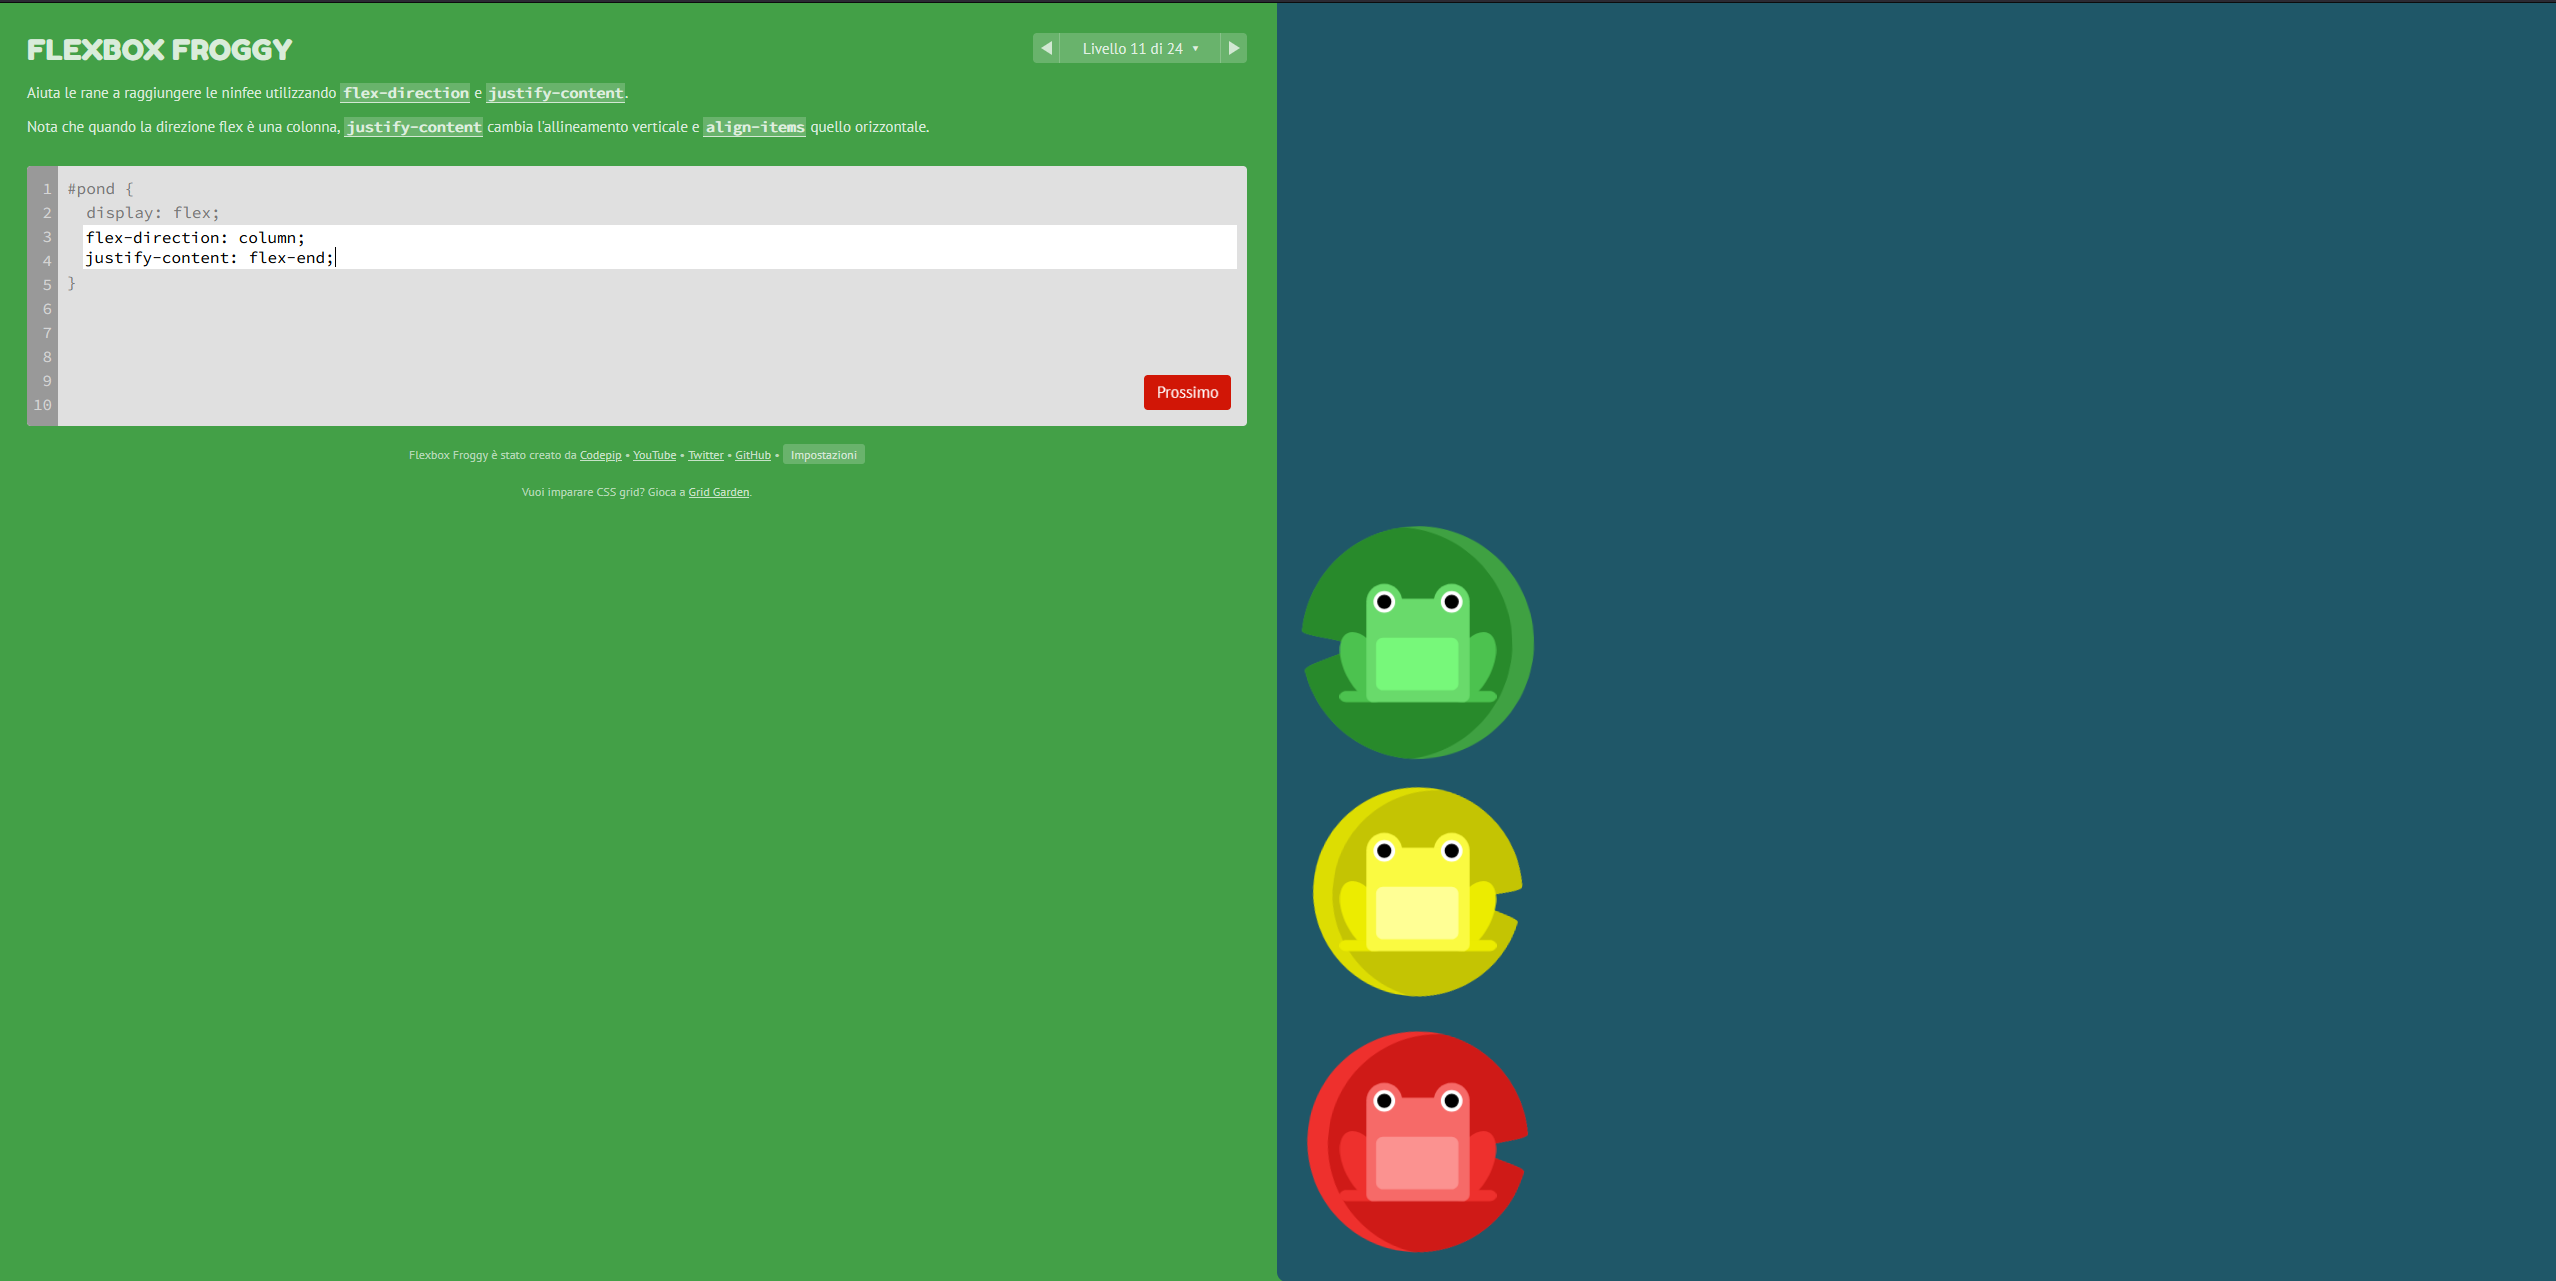 FLEXBOX FROGGY
◀ Livello 11 di 24 ▼ ▶
Aiuta le rane a raggiungere le ninfee utilizzando flex-direction e justify-content.
Nota che quando la direzione flex è una colonna, justify-content cambia l'allineamento verticale e align-items quello orizzontale.
1 #pond {
2 display: flex;
3 flex-direction: column;
4 justify-content: flex-end;
5 }
6
7
8
9
10
Prossimo
Flexbox Froggy è stato creato da Codepip • YouTube • Twitter • GitHub • Impostazioni
Vuoi imparare CSS grid? Gioca a Grid Garden.